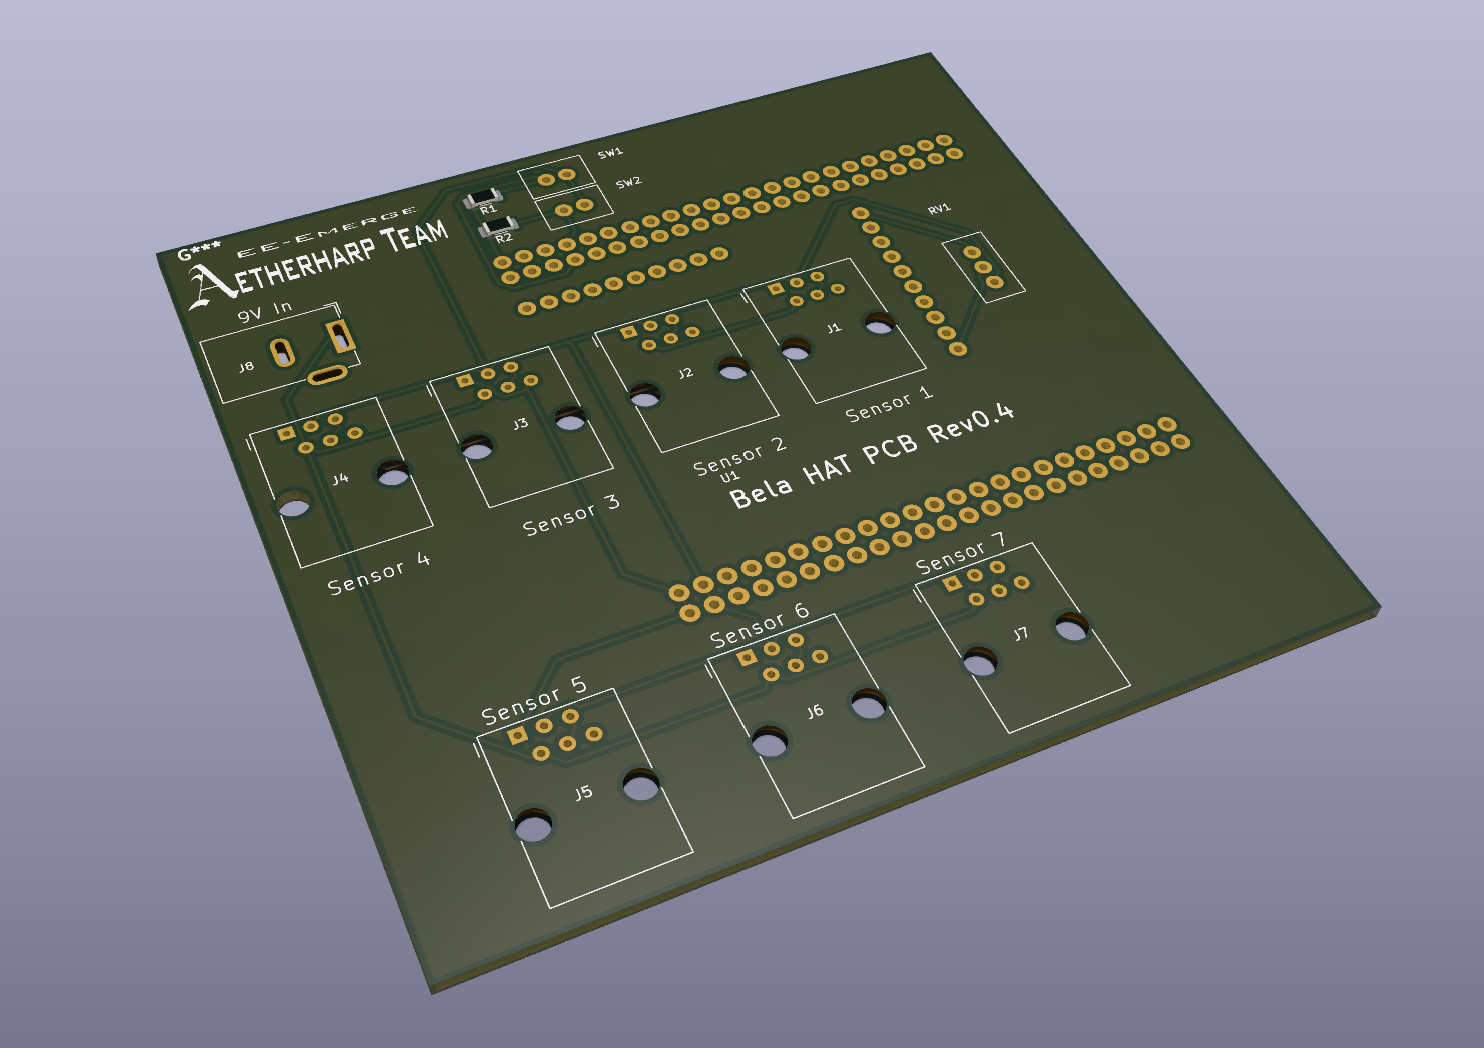 G***
EE-EMERGE
AETHERHARP TEAM
9V In
J8
R1
R2
SW1
SW2
RV1
J1
Sensor 1
J2
Sensor 2
U1
J3
Sensor 3
J4
Sensor 4
Bela HAT PCB Rev0.4
Sensor 5
J5
Sensor 6
J6
Sensor 7
J7